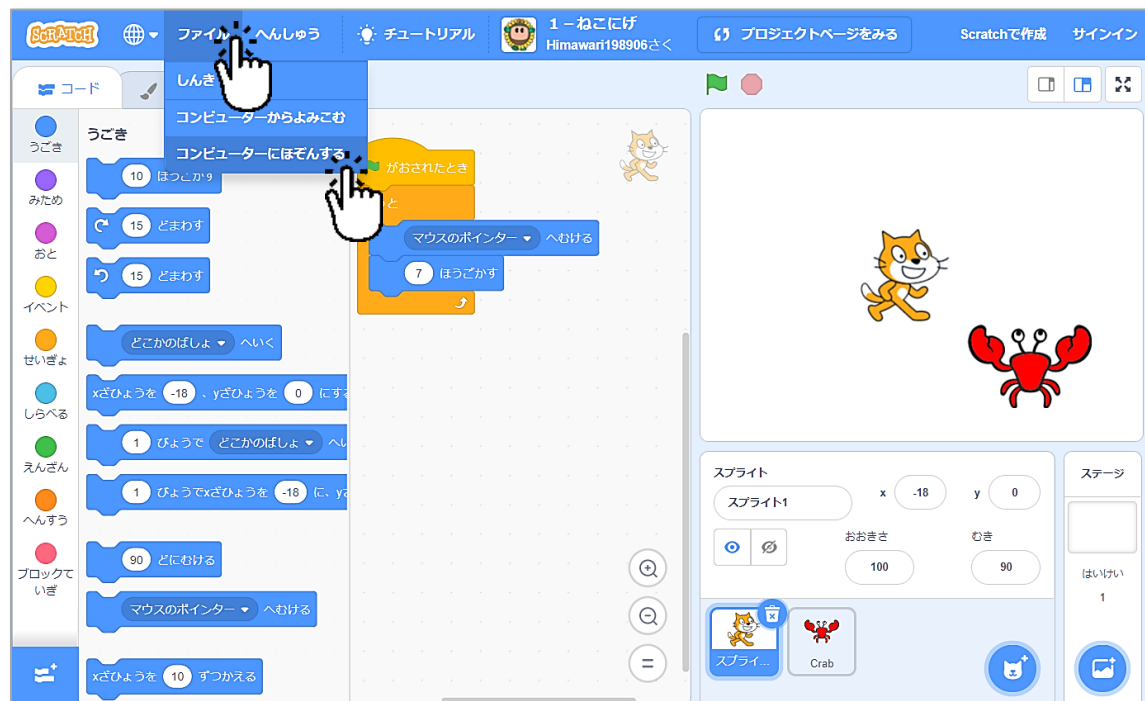 SCRATCH
ファイル
へんしゅう
チュートリアル
1－ねこにげ
Himawari198906さく
プロジェクトページをみる
Scratchで作成
サインイン
しんき
コンピューターからよみこむ
コンピューターにほぞんする
コード
うごき
みため
おと
イベント
せいぎょ
しらべる
えんざん
へんすう
ブロックて
いぎ
うごき
10 ほうごかす
15 どまわす
15 どまわす
どこかのばしょ へいく
xざひょうを -18 、yざひょうを 0 にする
1 びょうで どこかのばしょ へい
1 びょうでxざひょうを -18 に、yざ
90 どにむける
マウスのポインター へむける
xざひょうを 10 ずつかえる
がおされたとき
と
マウスのポインター へむける
7 ほうごかす
スプライト
スプライト1
x -18 y 0
おおきさ
100
むき
90
スプライ...
Crab
ステージ
はいけい
1